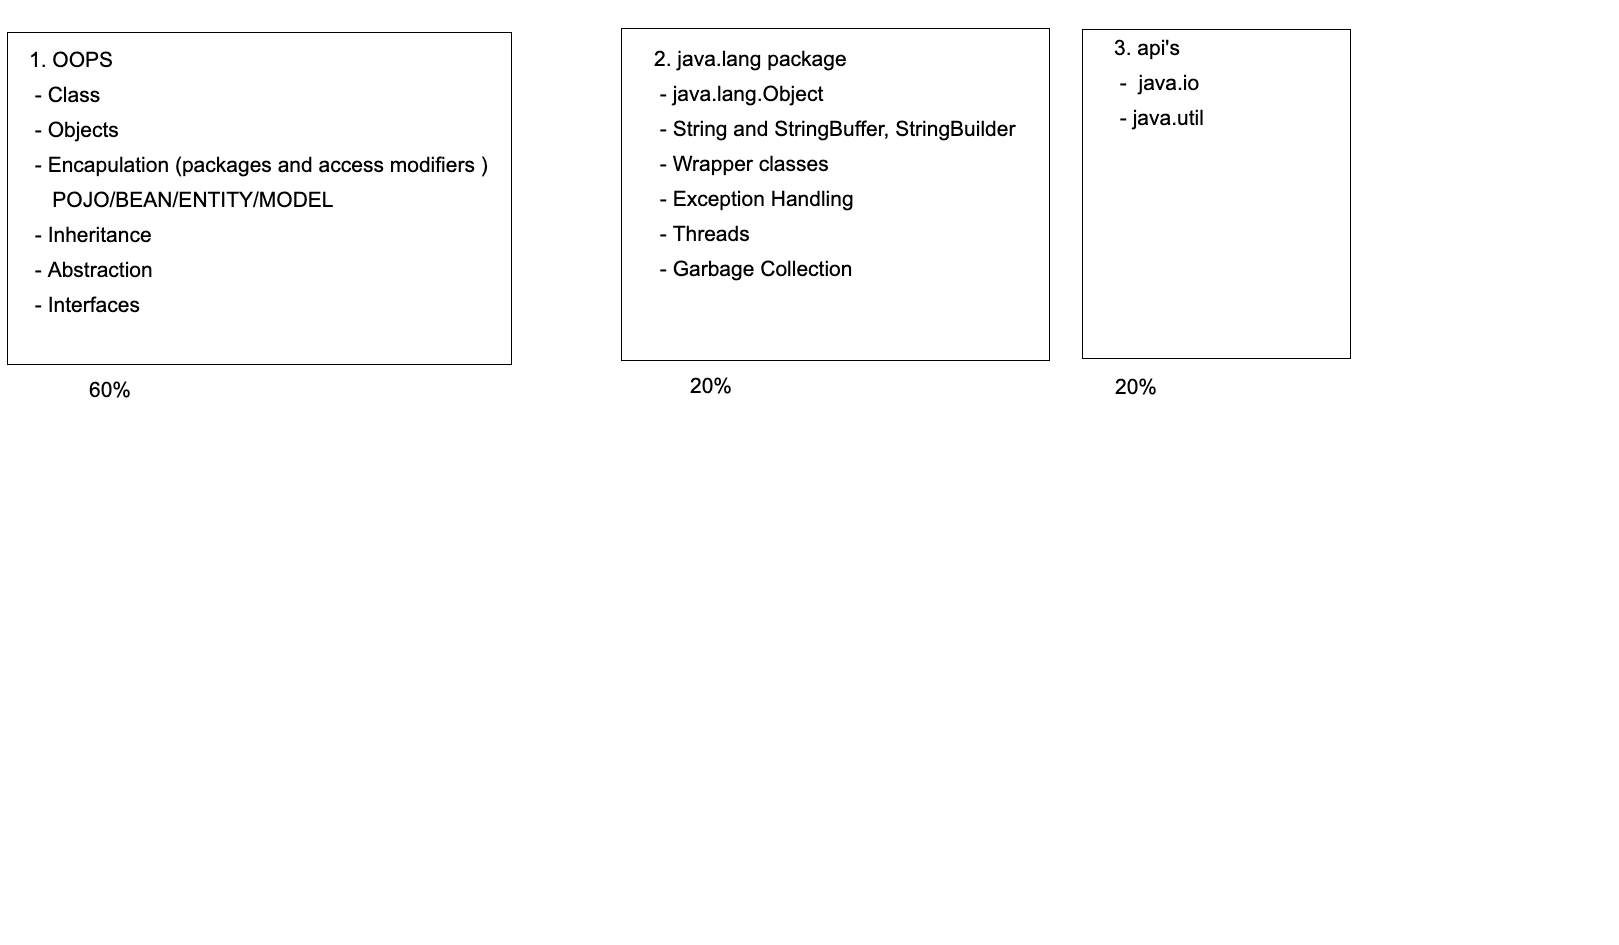 1. OOPS
- Class
- Objects
- Encapulation (packages and access modifiers )
POJO/BEAN/ENTITY/MODEL
- Inheritance
- Abstraction
- Interfaces
60%
2. java.lang package
- java.lang.Object
- String and StringBuffer, StringBuilder
- Wrapper classes
- Exception Handling
- Threads
- Garbage Collection
20%
3. api's
- java.io
- java.util
20%